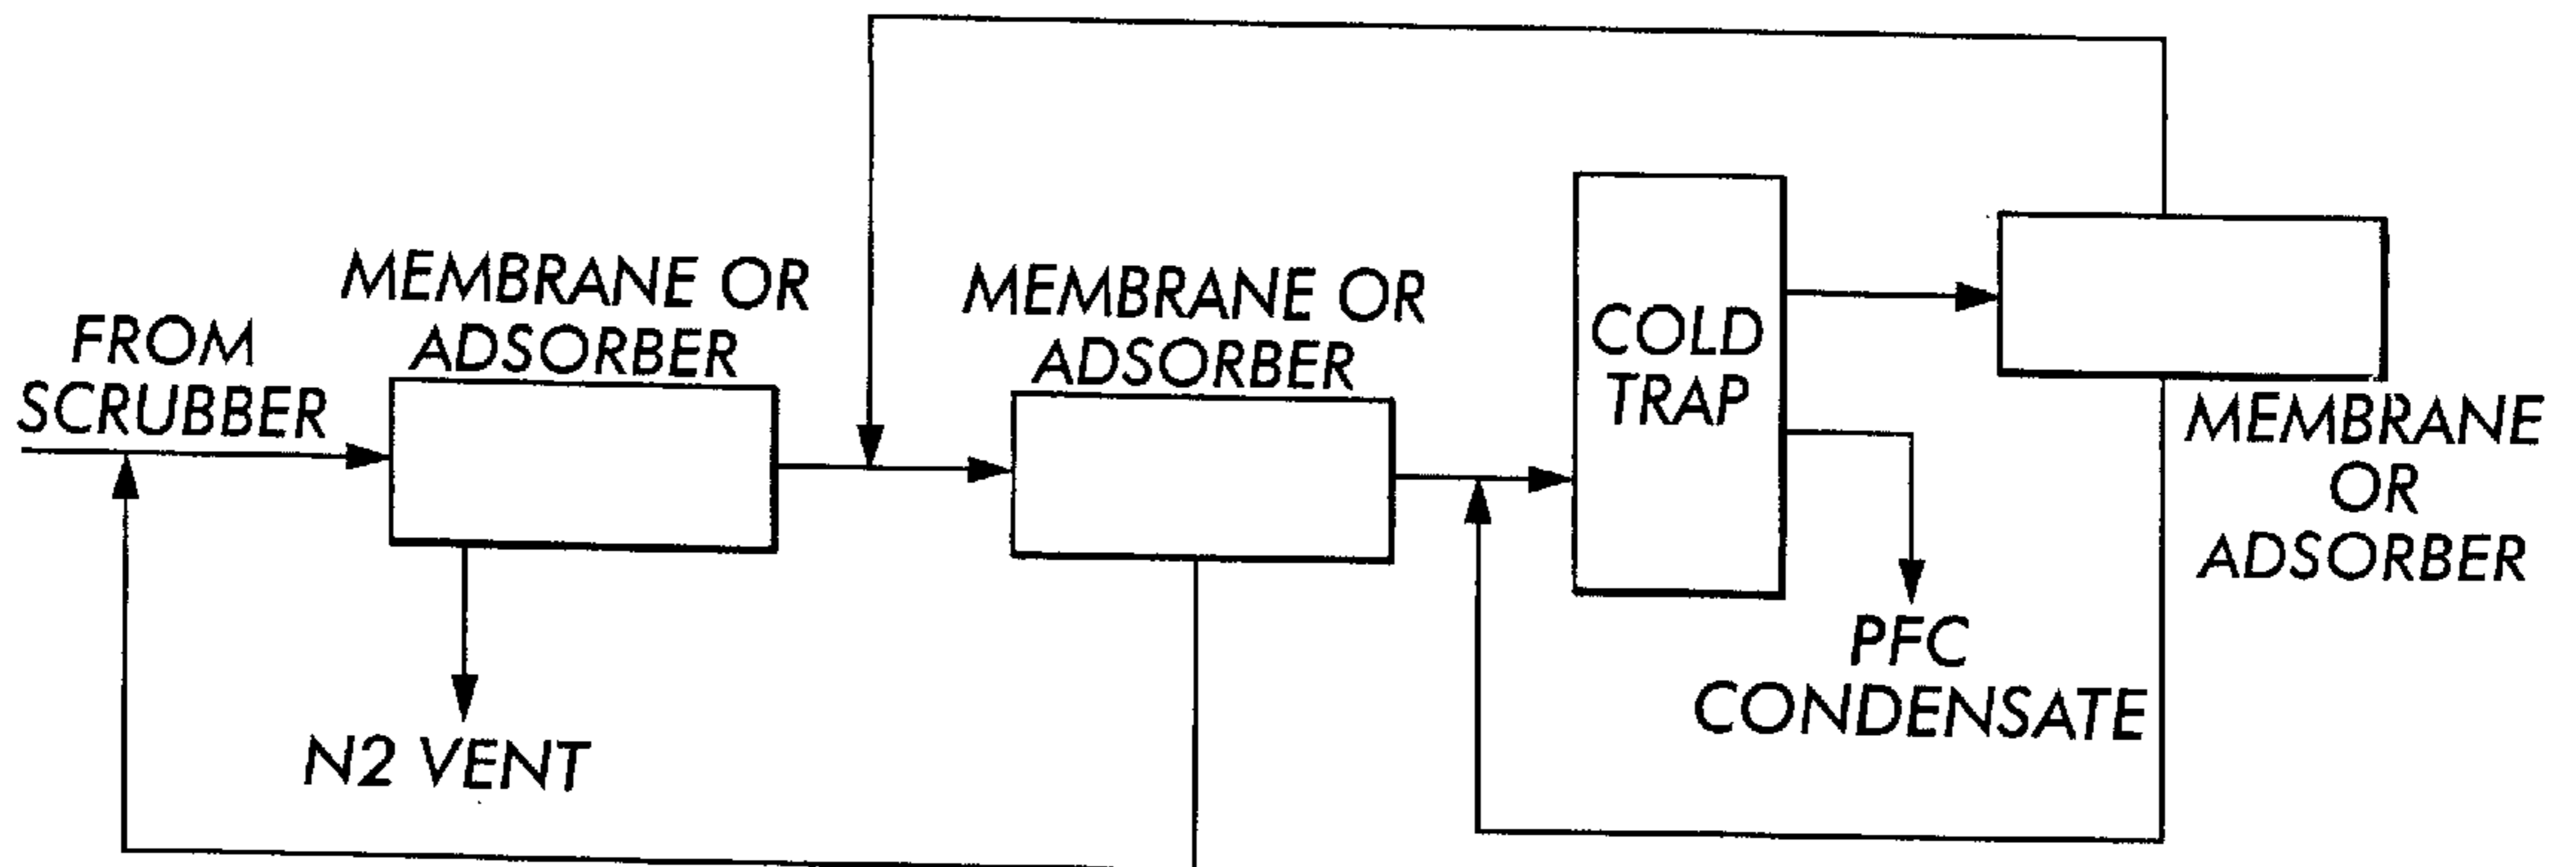 FROM
SCRUBBER
MEMBRANE OR
ADSORBER
N2 VENT
MEMBRANE OR
ADSORBER
COLD
TRAP
PFC
CONDENSATE
MEMBRANE
OR
ADSORBER